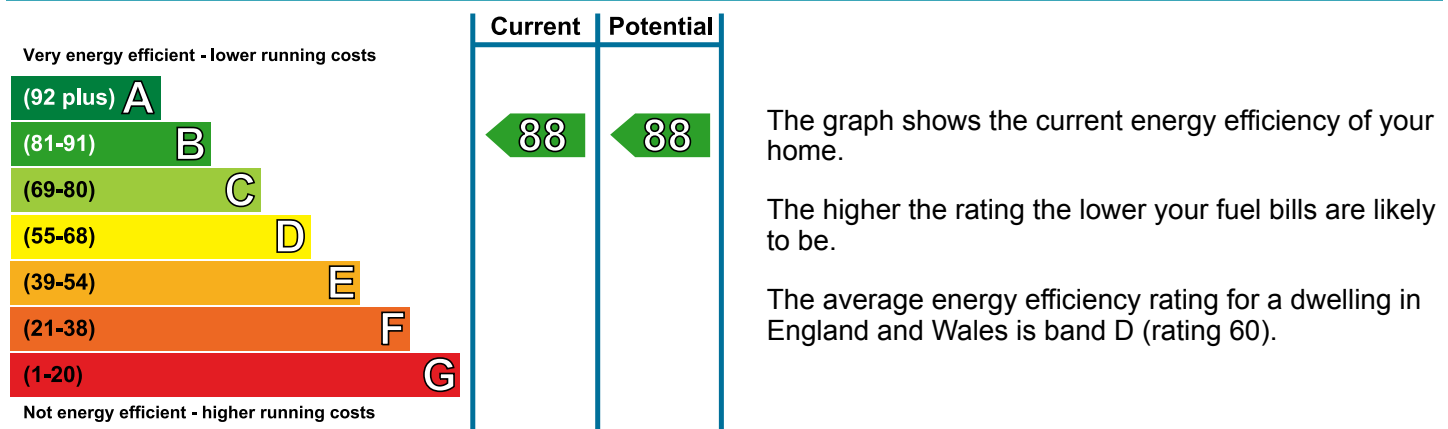 Current Potential
Very energy efficient - lower running costs
(92 plus) A
(81-91) B
88 88
(69-80) C
(55-68) D
(39-54) E
(21-38) F
(1-20) G
Not energy efficient - higher running costs
The graph shows the current energy efficiency of your
home.
The higher the rating the lower your fuel bills are likely
to be.
The average energy efficiency rating for a dwelling in
England and Wales is band D (rating 60).